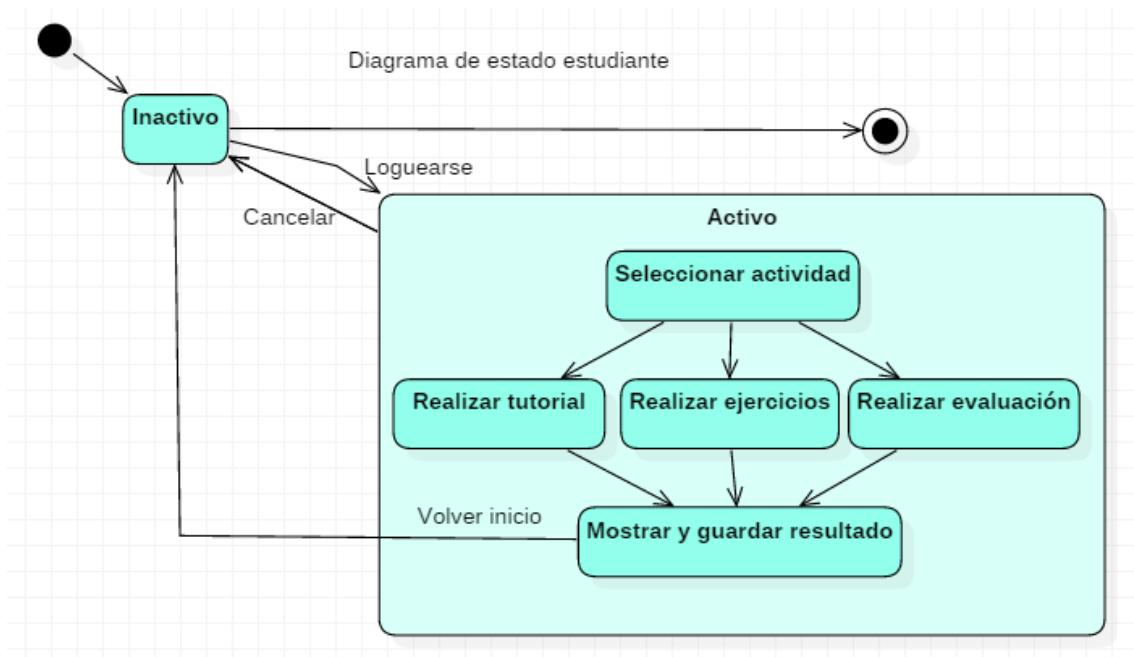 Diagrama de estado estudiante
Inactivo
Loguearse
Cancelar
Activo
Seleccionar actividad
Realizar tutorial
Realizar ejercicios
Realizar evaluación
Volver inicio
Mostrar y guardar resultado